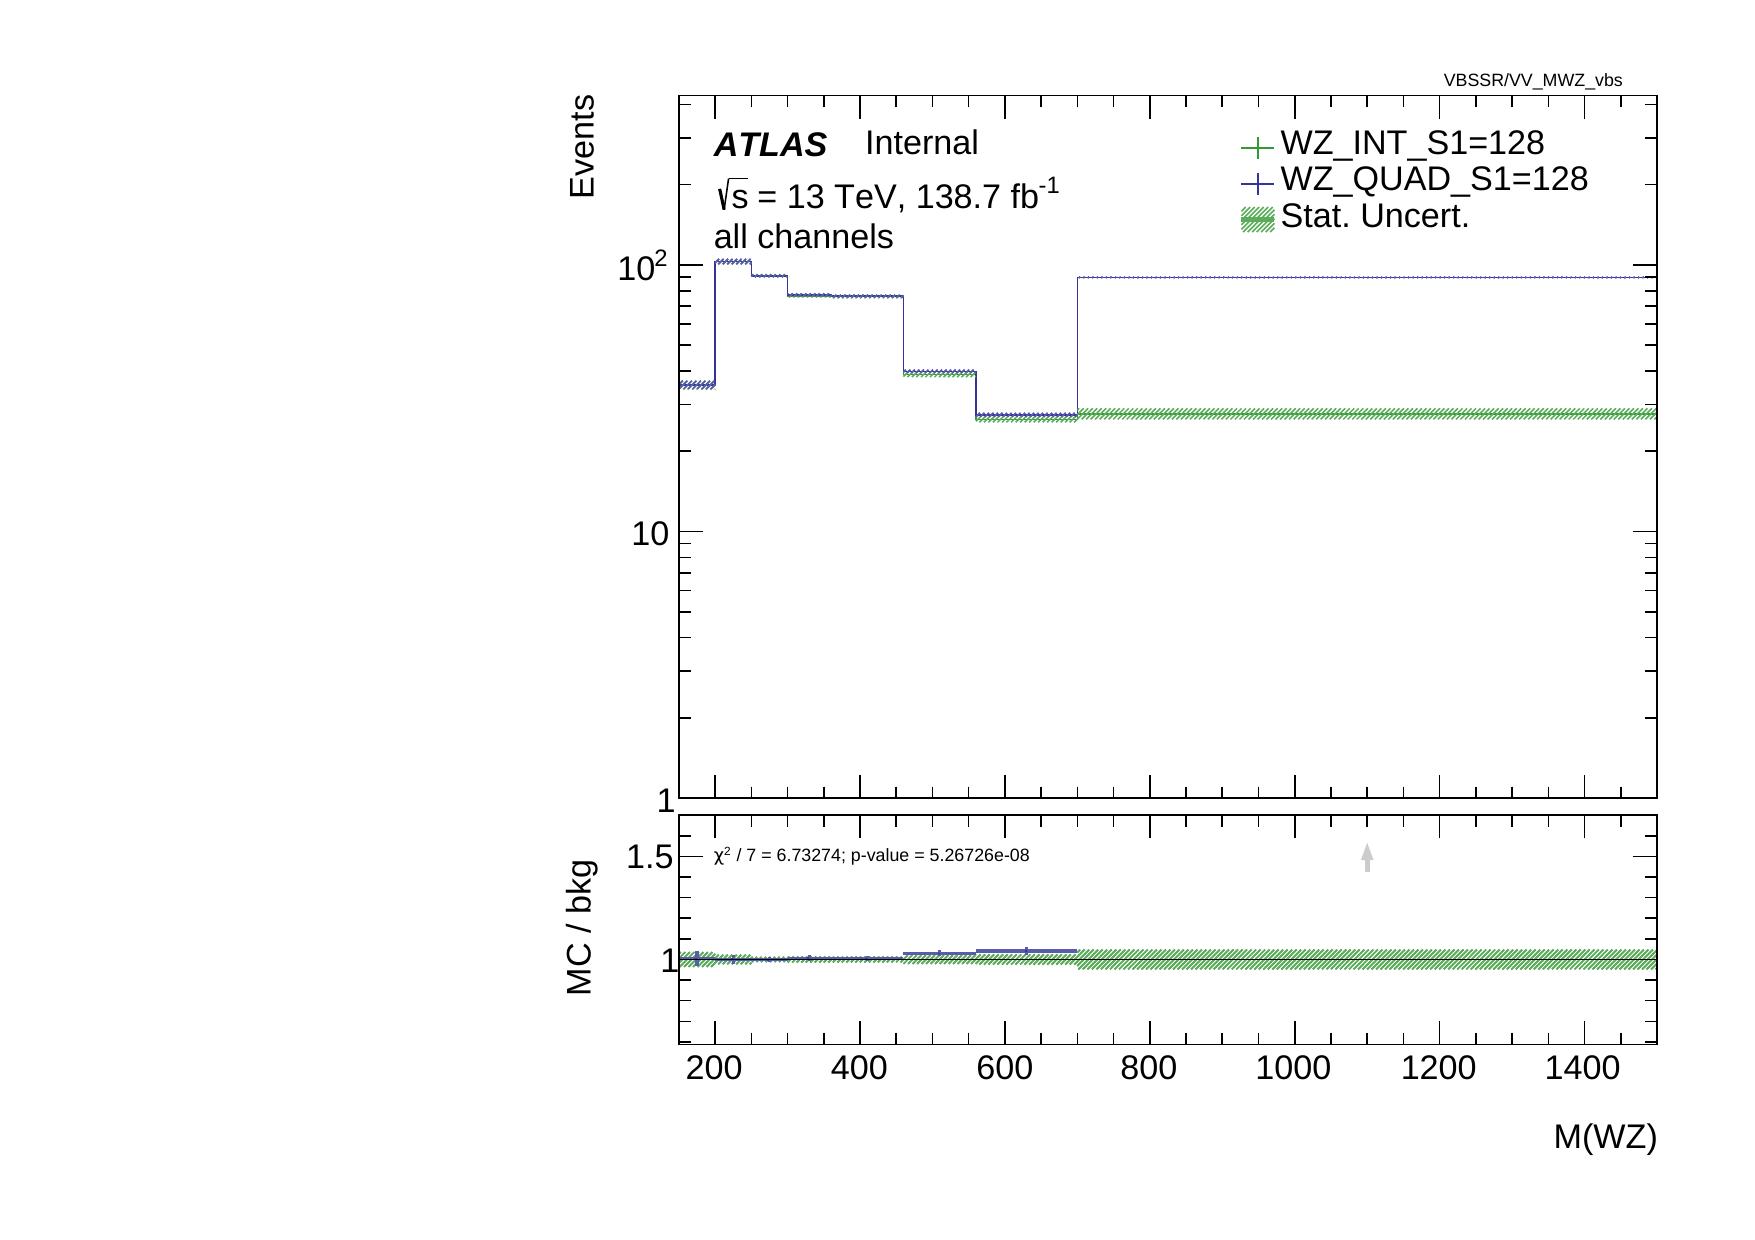 VBSSR/VV_MWZ_vbs
Events
ATLAS Internal
√s = 13 TeV, 138.7 fb-1
all channels
WZ_INT_S1=128
WZ_QUAD_S1=128
Stat. Uncert.
10²
10
1
MC / bkg
χ² / 7 = 6.73274; p-value = 5.26726e-08
1.5
1
200 400 600 800 1000 1200 1400
M(WZ)